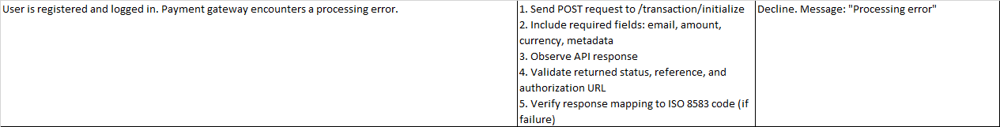 User is registered and logged in. Payment gateway encounters a processing error.
1. Send POST request to /transaction/initialize
2. Include required fields: email, amount,
currency, metadata
3. Observe API response
4. Validate returned status, reference, and
authorization URL
5. Verify response mapping to ISO 8583 code (if
failure)
Decline. Message: "Processing error"